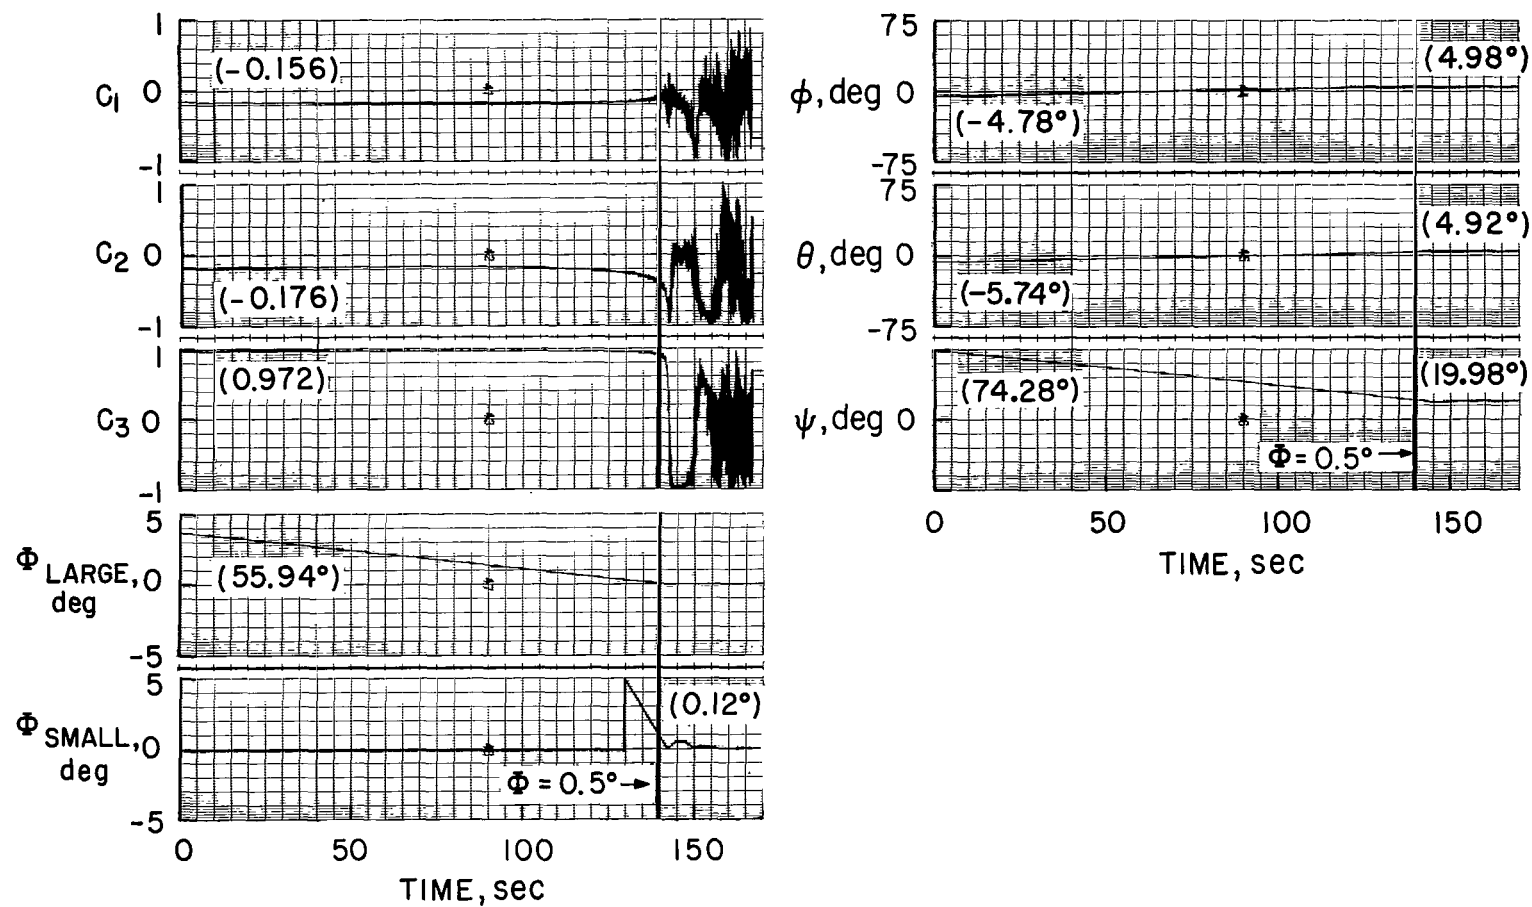 1
(-0.156)
C1 0
-1
1
C2 0
(-0.176)
-1
1
(0.972)
C3 0
-1
5
Φ LARGE, 0
deg
(55.94°)
-5
5
(0.12°)
Φ SMALL, 0
deg
Φ = 0.5°→
-5
0 50 100 150
TIME, sec
75
(4.98°)
ϕ, deg 0
(-4.78°)
-75
75
(4.92°)
θ, deg 0
(-5.74°)
-75
(74.28°)
(19.98°)
ψ, deg 0
Φ = 0.5°→
0 50 100 150
TIME, sec